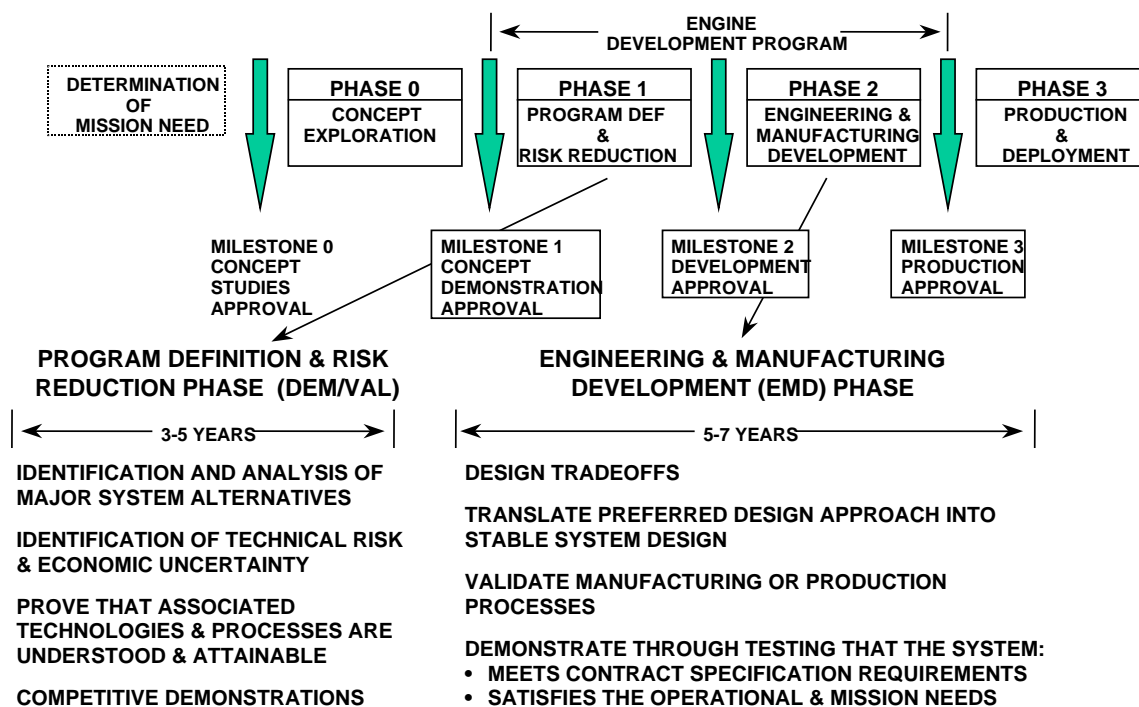 ENGINE
DEVELOPMENT PROGRAM
DETERMINATION
OF
MISSION NEED
PHASE 0
CONCEPT
EXPLORATION
PHASE 1
PROGRAM DEF
&
RISK REDUCTION
PHASE 2
ENGINEERING &
MANUFACTURING
DEVELOPMENT
PHASE 3
PRODUCTION
&
DEPLOYMENT
MILESTONE 0
CONCEPT
STUDIES
APPROVAL
MILESTONE 1
CONCEPT
DEMONSTRATION
APPROVAL
MILESTONE 2
DEVELOPMENT
APPROVAL
MILESTONE 3
PRODUCTION
APPROVAL
PROGRAM DEFINITION & RISK
REDUCTION PHASE (DEM/VAL)
3-5 YEARS
IDENTIFICATION AND ANALYSIS OF
MAJOR SYSTEM ALTERNATIVES
IDENTIFICATION OF TECHNICAL RISK
& ECONOMIC UNCERTAINTY
PROVE THAT ASSOCIATED
TECHNOLOGIES & PROCESSES ARE
UNDERSTOOD & ATTAINABLE
COMPETITIVE DEMONSTRATIONS
ENGINEERING & MANUFACTURING
DEVELOPMENT (EMD) PHASE
5-7 YEARS
DESIGN TRADEOFFS
TRANSLATE PREFERRED DESIGN APPROACH INTO
STABLE SYSTEM DESIGN
VALIDATE MANUFACTURING OR PRODUCTION
PROCESSES
DEMONSTRATE THROUGH TESTING THAT THE SYSTEM:
• MEETS CONTRACT SPECIFICATION REQUIREMENTS
• SATISFIES THE OPERATIONAL & MISSION NEEDS